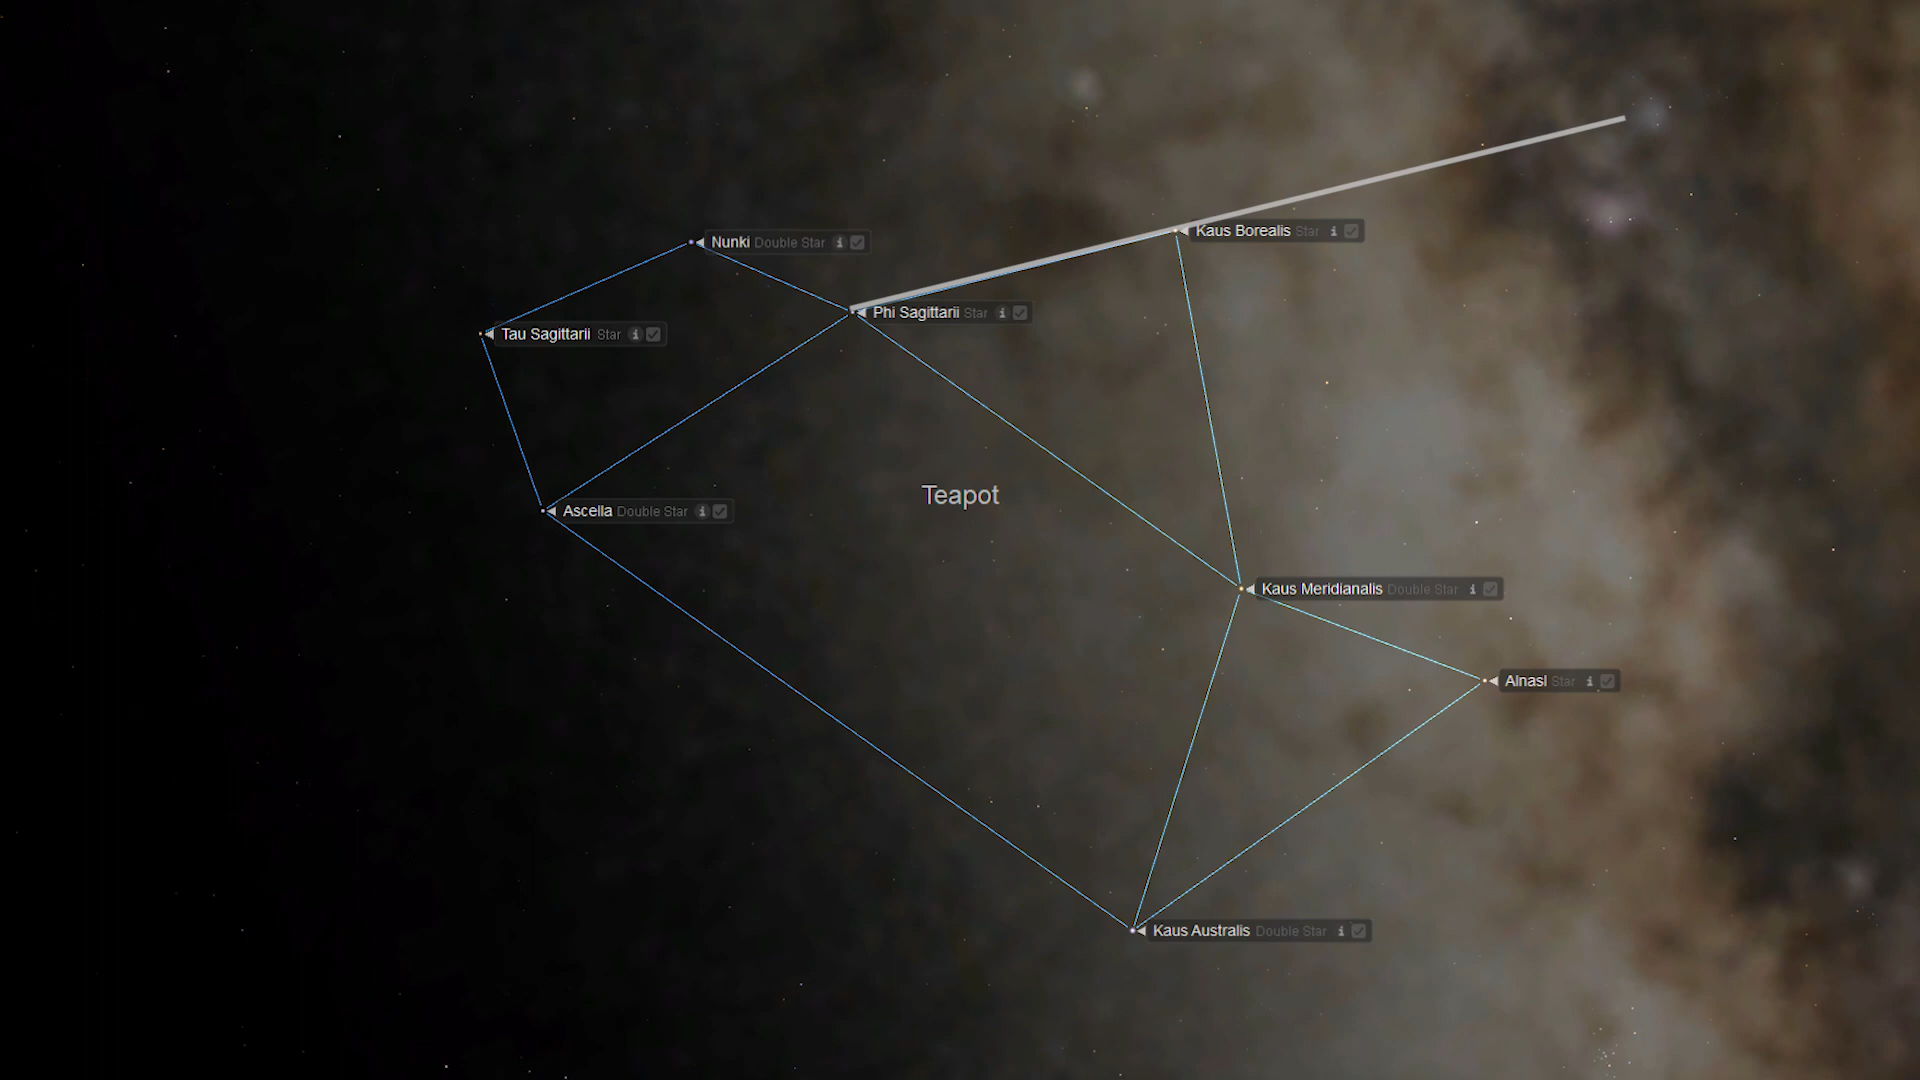 Nunki Double Star
Kaus Borealis Star
Phi Sagittarii Star
Tau Sagittarii Star
Teapot
Ascella Double Star
Kaus Meridianalis Double Star
Alnasl Star
Kaus Australis Double Star